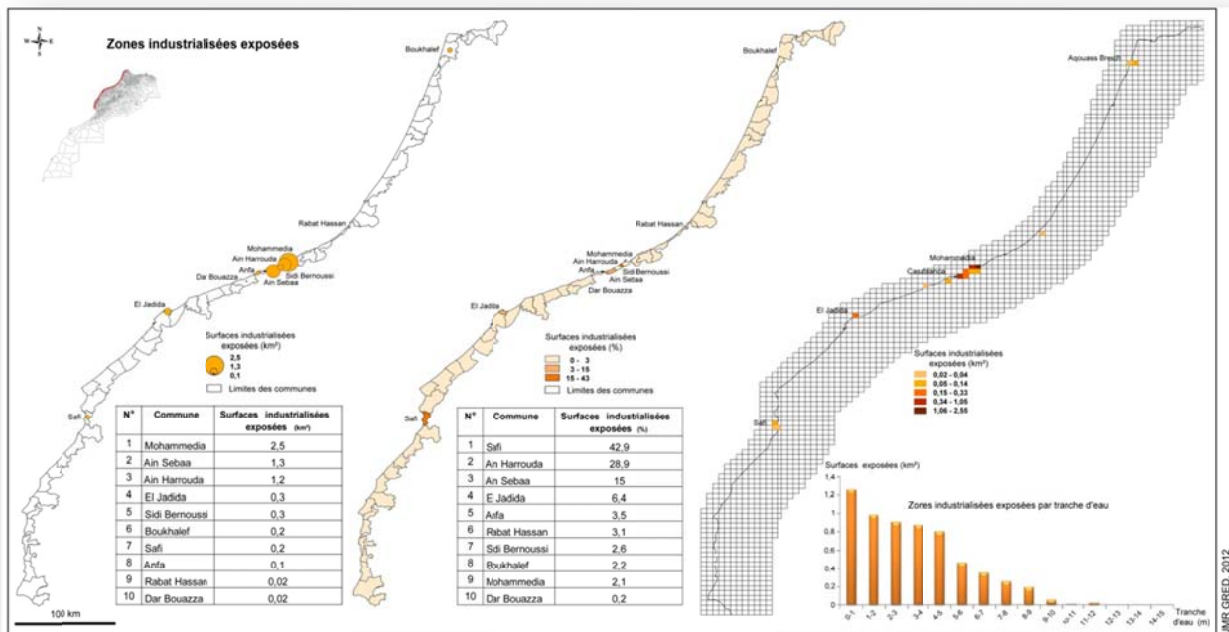 N
W E
S
Zones industrialisées exposées
Boukhalef
Rabat Hassan
Mohammedia
Ain Harrouda
Anfa
Dar Bouazza
Sidi Bernoussi
Ain Sebaa
El Jadida
Safi
Surfaces industrialisées
exposées (km²)
2,5
1,3
0,1
Limites des communes
N° Commune Surfaces industrialisées
exposées (km²)
1 Mohammedia 2,5
2 Ain Sebaa 1,3
3 Ain Harrouda 1,2
4 El Jadida 0,3
5 Sidi Bernoussi 0,3
6 Boukhalef 0,2
7 Safi 0,2
8 Anfa 0,1
9 Rabat Hassan 0,02
10 Dar Bouazza 0,02
100 km
Boukhalef
Rabat Hassan
Mohammedia
Ain Harrouda
Anfa
Sidi Bernoussi
Ain Sebaa
Dar Bouazza
El Jadida
Safi
Surfaces industrialisées
exposées (%)
0 - 3
3 - 15
15 - 43
Limites des communes
N° Commune Surfaces industrialisées
exposées (%)
1 Safi 42,9
2 An Harrouda 28,9
3 An Sebaa 15
4 E Jadida 6,4
5 Anfa 3,5
6 Rabat Hassan 3,1
7 Sdi Bernoussi 2,6
8 Boukhalef 2,2
9 Mohammedia 2,1
10 Dar Bouazza 0,2
Aqouass Briech
Mohammedia
Casablanca
El Jadida
Safi
Surfaces industrialisées
exposées (km²)
0,02 - 0,04
0,05 - 0,14
0,15 - 0,33
0,34 - 1,05
1,06 - 2,55
Surfaces exposées (km²)
Zores industrialisées exposées par tranche d'eau
1,4
1,2
1
0,8
0,6
0,4
0,2
0
0-1 1-2 2-3 3-4 4-5 5-6 6-7 7-8 8-9 9-10 10-11 11-12 12-13 13-14 14-15
Tranche
d'eau (m)
UMR GRED, 2012